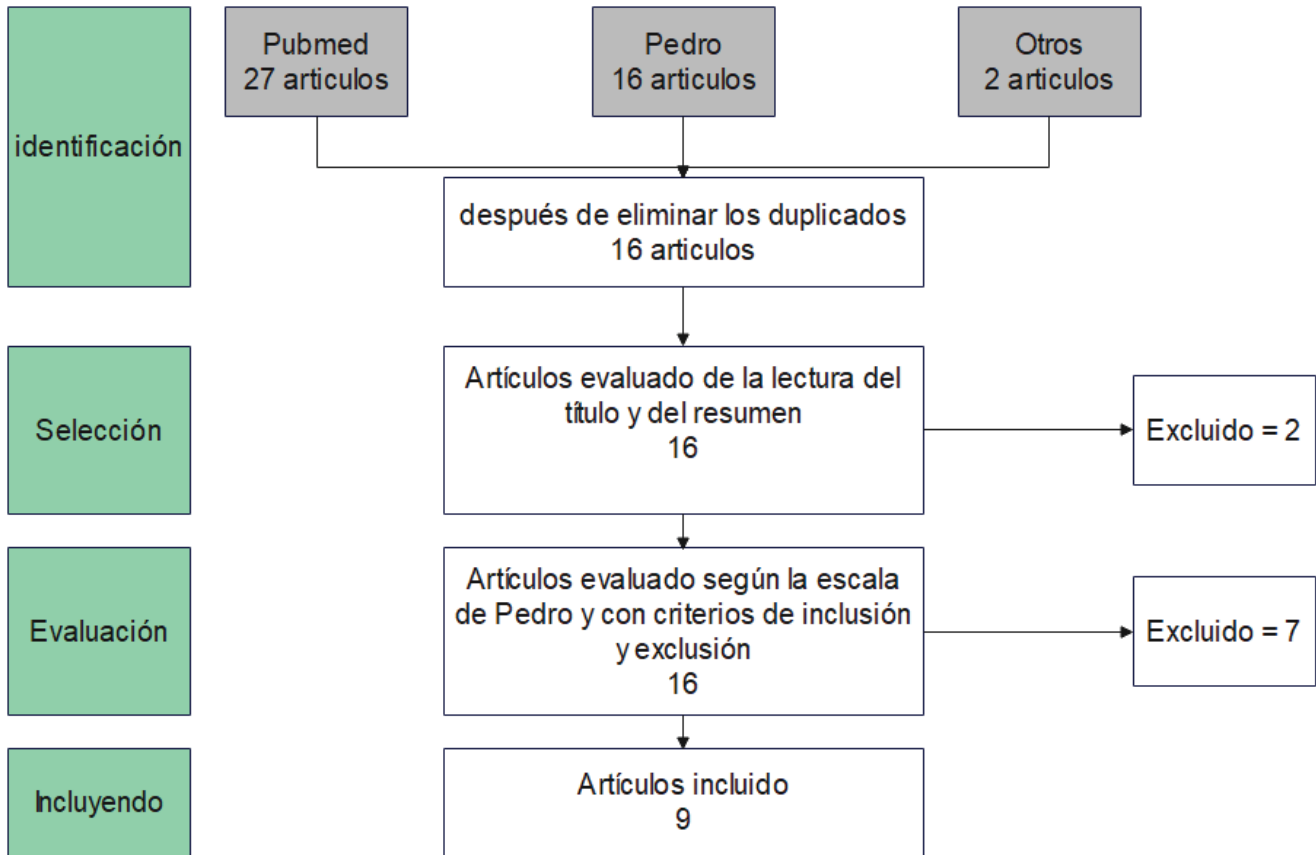 Pubmed
27 articulos
Pedro
16 articulos
Otros
2 articulos
identificación
después de eliminar los duplicados
16 articulos
Selección
Artículos evaluado de la lectura del
título y del resumen
16
Excluido = 2
Evaluación
Artículos evaluado según la escala
de Pedro y con criterios de inclusión
y exclusión
16
Excluido = 7
Incluyendo
Artículos incluido
9